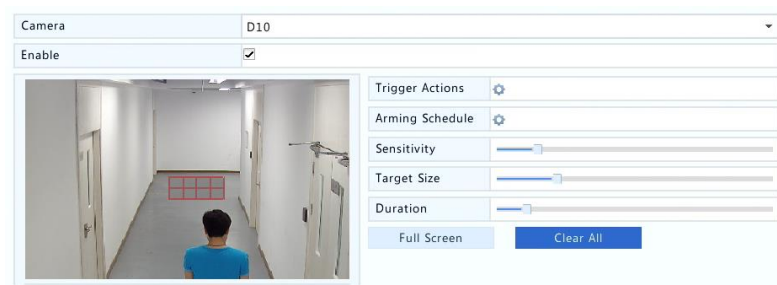 Camera D10
Enable
Trigger Actions
Arming Schedule
Sensitivity
Target Size
Duration
Full Screen Clear All